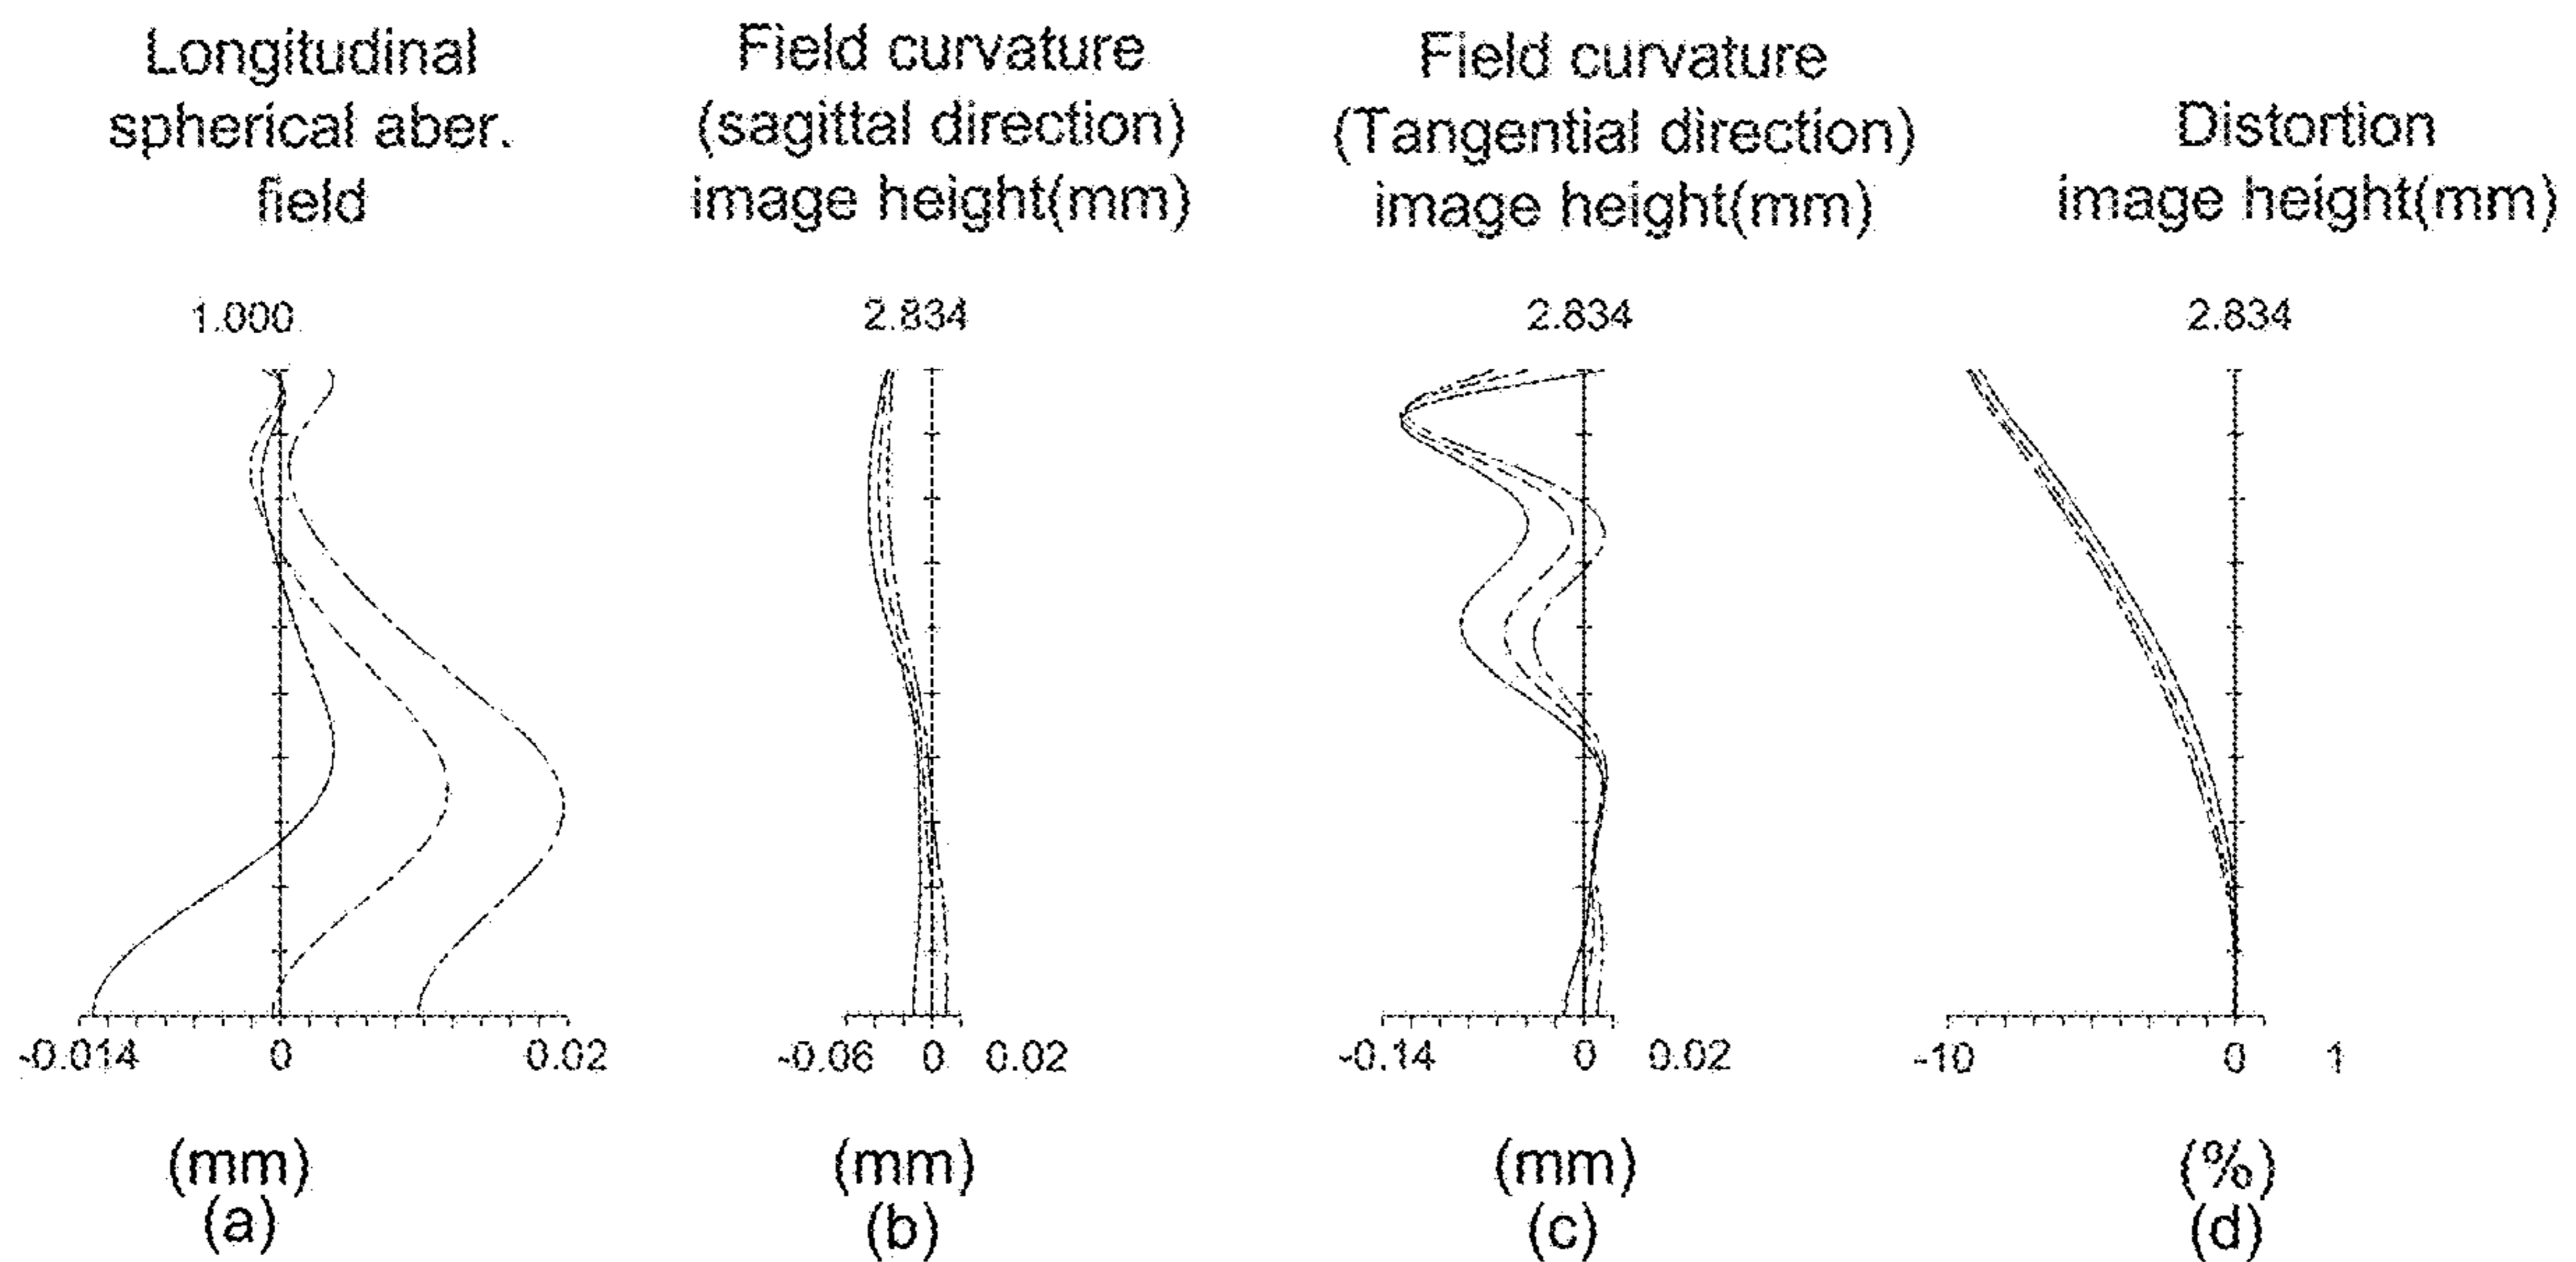 Longitudinal
spherical aber.
field
1.000
-0.014 0 0.02
(mm)
(a)
Field curvature
(sagittal direction)
image height(mm)
2.834
-0.06 0 0.02
(mm)
(b)
Field curvature
(Tangential direction)
image height(mm)
2.834
-0.14 0 0.02
(mm)
(c)
Distortion
image height(mm)
2.834
-10 0 1
(%)
(d)